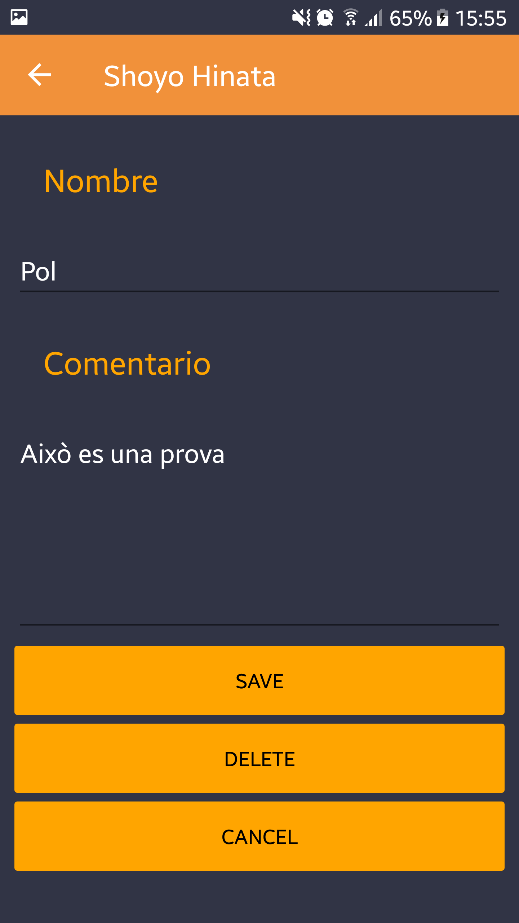 65% 15:55
Shoyo Hinata
Nombre
Pol
Comentario
Això es una prova
SAVE
DELETE
CANCEL